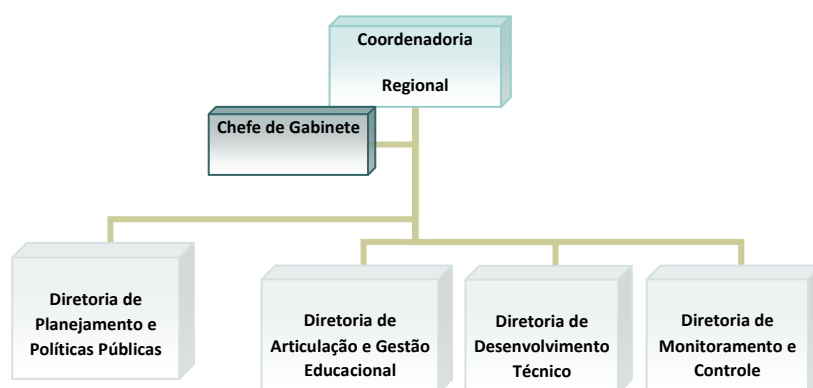 Coordenadoria
Regional
Chefe de Gabinete
Diretoria de
Planejamento e
Políticas Públicas
Diretoria de
Articulação e Gestão
Educacional
Diretoria de
Desenvolvimento
Técnico
Diretoria de
Monitoramento e
Controle